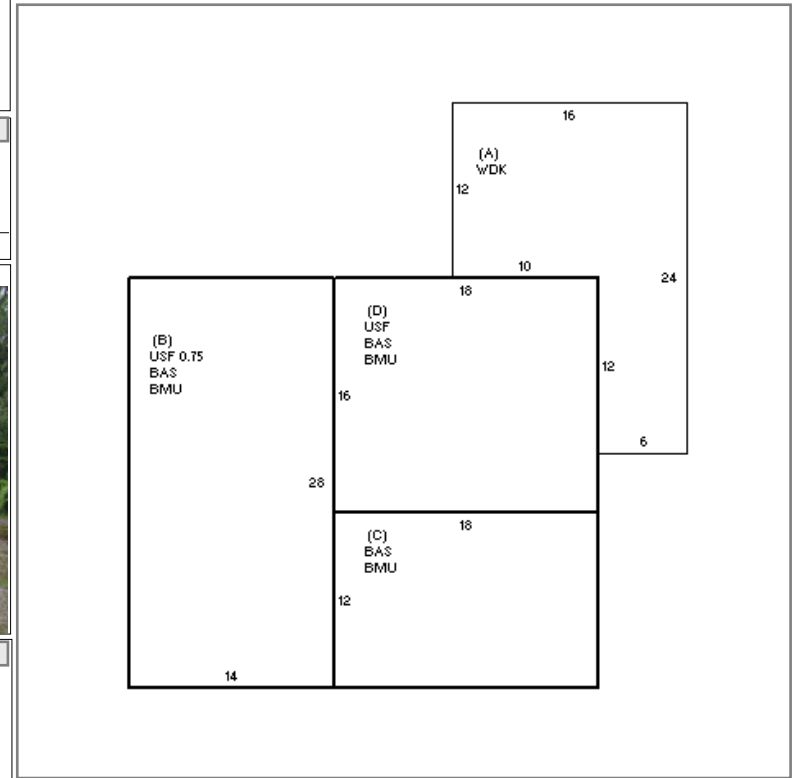 16
(A)
WDK
12
10
24
18
(D)
USF
BAS
BMU
(B)
USF 0.75
BAS
BMU
12
16
6
28
18
(C)
BAS
BMU
12
14